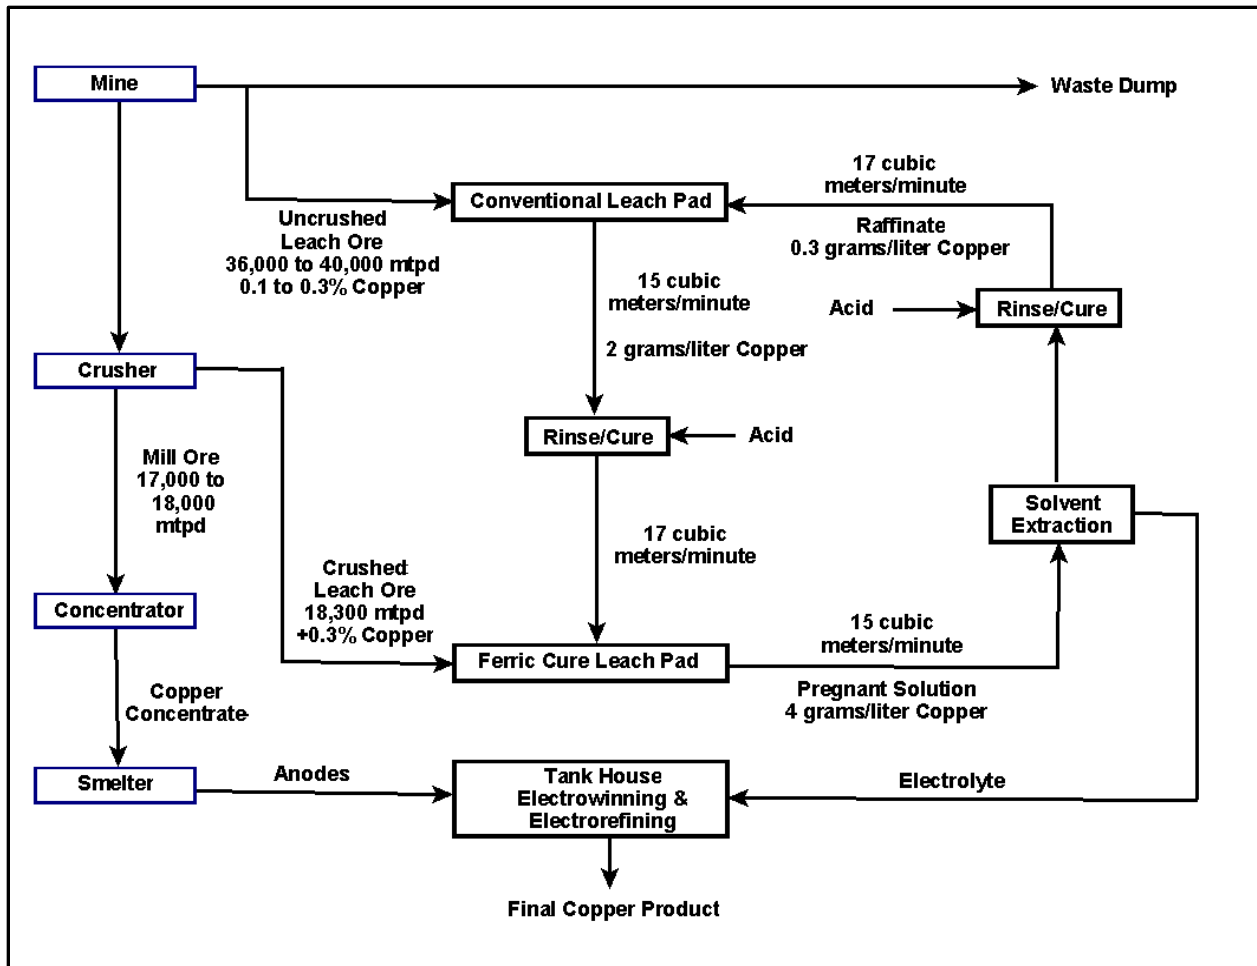 Mine
Waste Dump
17 cubic
meters/minute
Conventional Leach Pad
Uncrushed
Leach Ore
36,000 to 40,000 mtpd
0.1 to 0.3% Copper
Raffinate
0.3 grams/liter Copper
15 cubic
meters/minute
Acid
Rinse/Cure
2 grams/liter Copper
Crusher
Rinse/Cure
Acid
Mill Ore
17,000 to
18,000
mtpd
Solvent
Extraction
17 cubic
meters/minute
Crushed
Leach Ore
18,300 mtpd
+0.3% Copper
Concentrator
15 cubic
meters/minute
Ferric Cure Leach Pad
Pregnant Solution
4 grams/liter Copper
Copper
Concentrate
Smelter
Anodes
Tank House
Electrowinning &
Electrorefining
Electrolyte
Final Copper Product